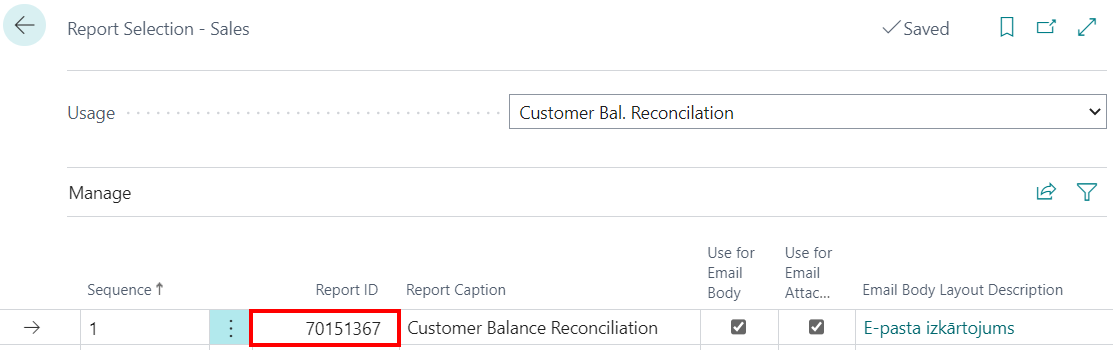 Report Selection - Sales
Saved
Usage
Customer Bal. Reconcilation
Manage
Sequence
Report ID
Report Caption
Use for
Email
Body
Use for
Email
Attac...
Email Body Layout Description
1
70151367
Customer Balance Reconciliation
E-pasta izkārtojums